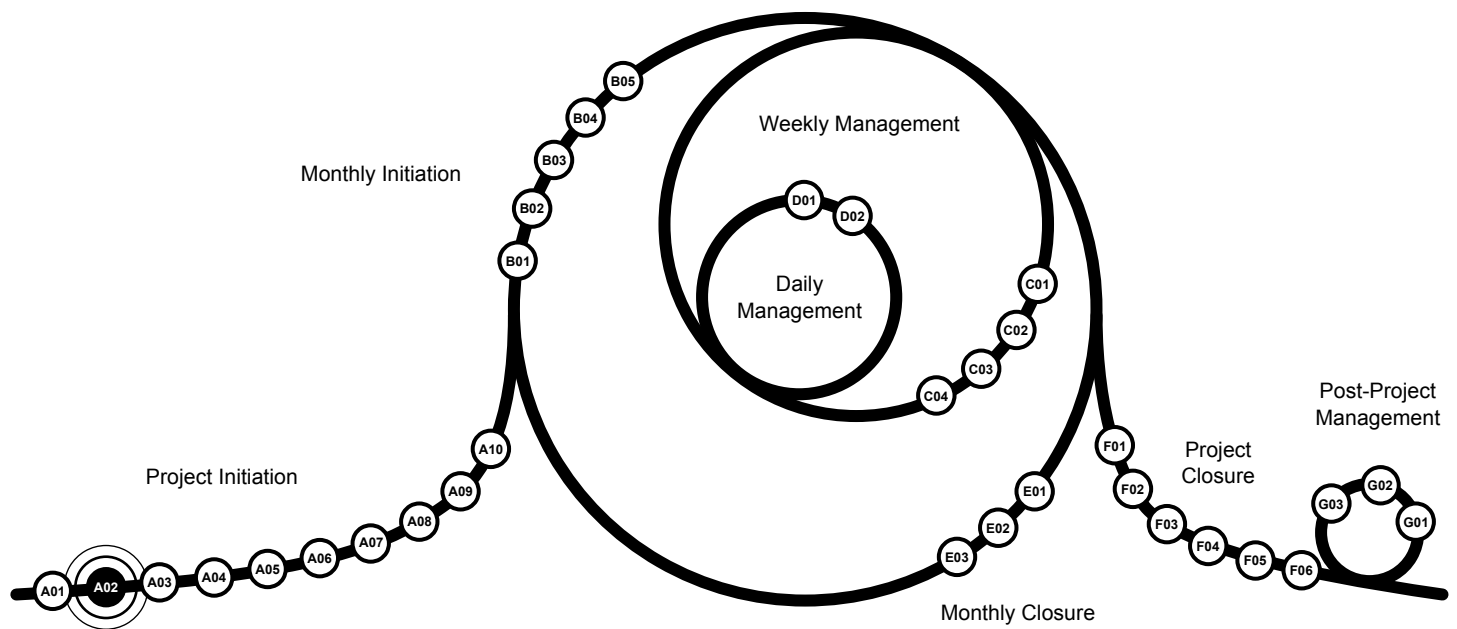 B05
B04
Weekly Management
B03
Monthly Initiation
D01
B02
D02
B01
C01
Daily
Management
C02
C03
C04
Post-Project
Management
F01
A10
Project
Closure
Project Initiation
G02
F02
E01
A09
G03
A08
F03
G01
E02
A07
F04
A06
E03
F05
A05
F06
A04
A03
A02
A01
Monthly Closure